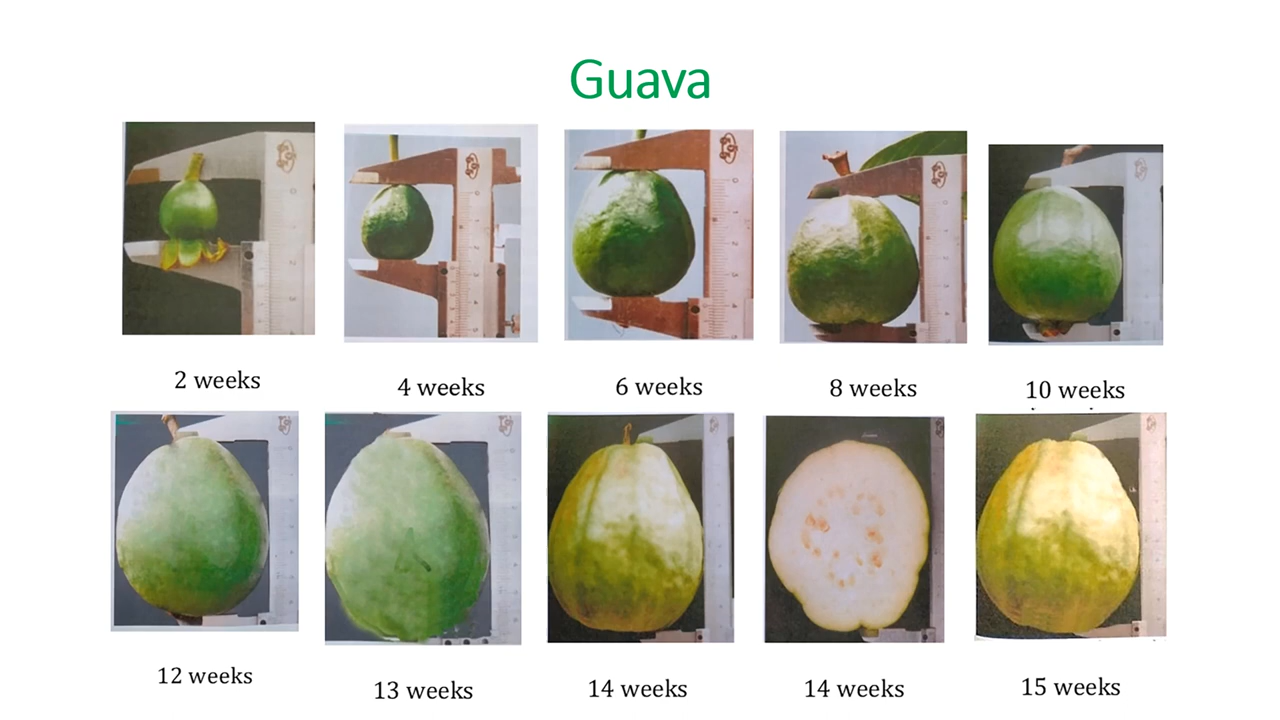 Guava
2 weeks
4 weeks
6 weeks
8 weeks
10 weeks
12 weeks
13 weeks
14 weeks
14 weeks
15 weeks